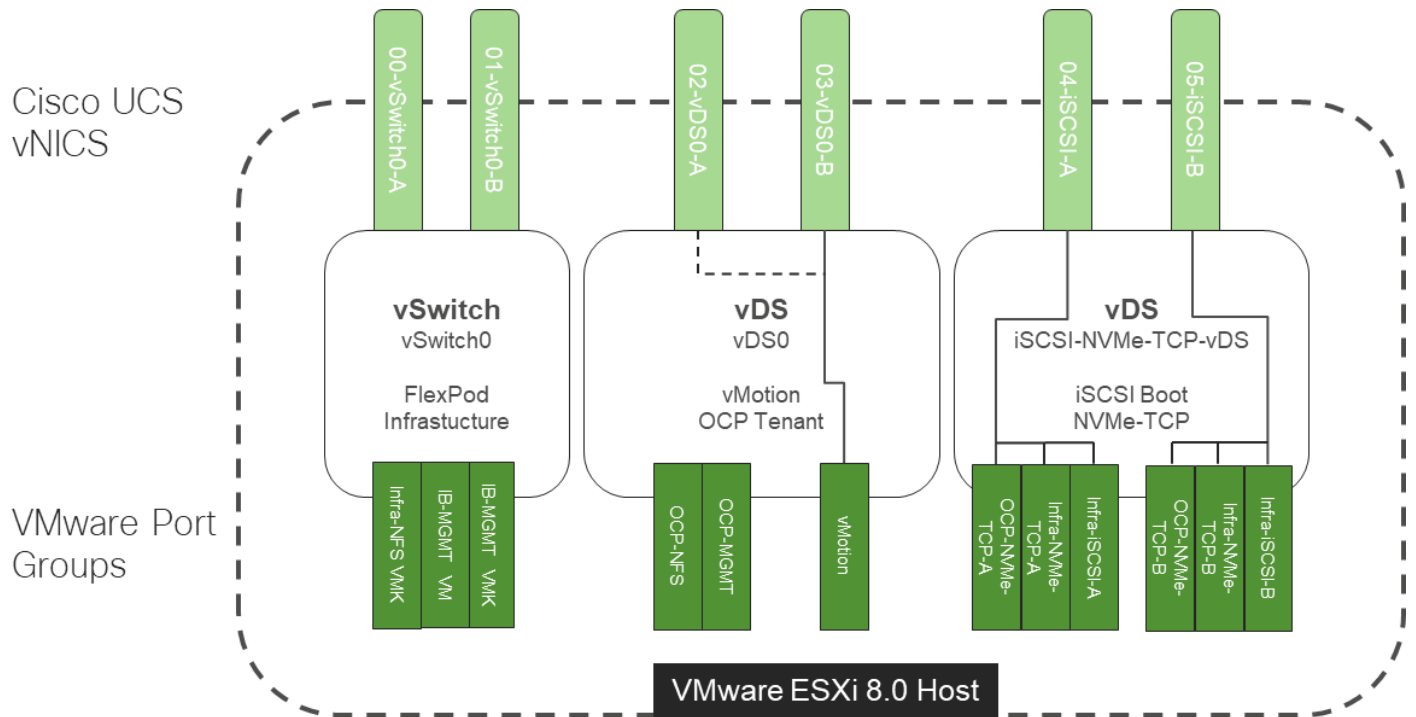 Cisco UCS
vNICS
00-vSwitch0-A
01-vSwitch0-B
02-vDS0-A
03-vDS0-B
04-iSCSI-A
05-iSCSI-B
vSwitch
vSwitch0
FlexPod
Infrastucture
vDS
vDS0
vMotion
OCP Tenant
vDS
iSCSI-NVMe-TCP-vDS
iSCSI Boot
NVMe-TCP
VMware Port
Groups
Infra-NFS VMK
IB-MGMT VM
IB-MGMT VMK
OCP-NFS
OCP-MGMT
vMotion
OCP-NVMe-
TCP-A
Infra-NVMe-
TCP-A
Infra-iSCSI-A
OCP-NVMe-
TCP-B
Infra-NVMe-
TCP-B
Infra-iSCSI-B
VMware ESXi 8.0 Host